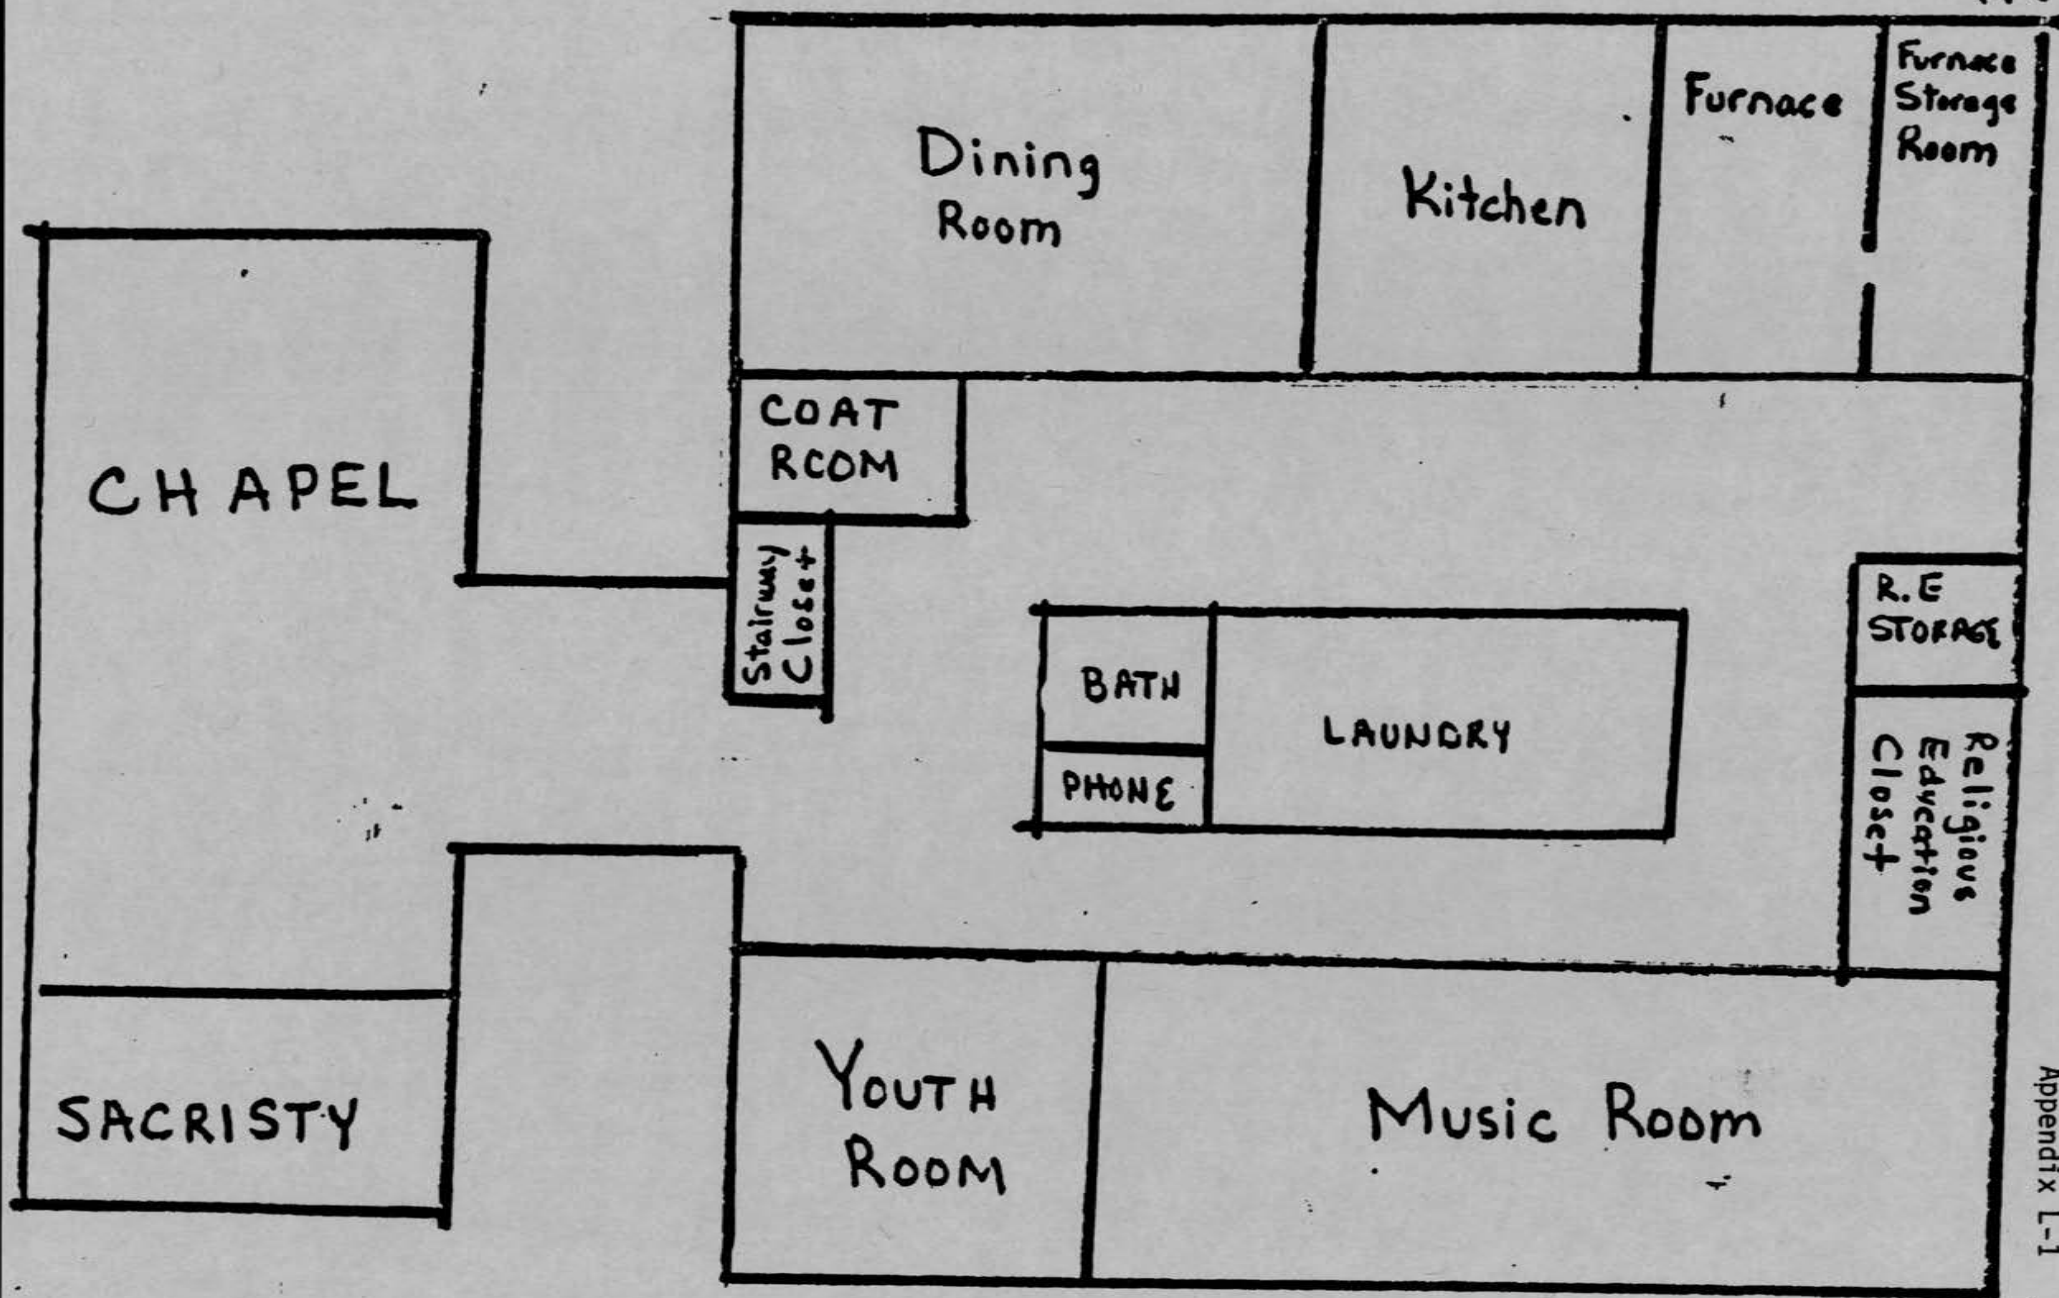 Dining
Room
Kitchen
Furnace
Furnace
Storage
Room
CHAPEL
COAT
RCOM
Stairway
Closet
BATH
PHONE
LAUNDRY
R.E
STORAGE
Religious
Education
Closet
SACRISTY
YOUTH
ROOM
Music Room
Appendix L-1